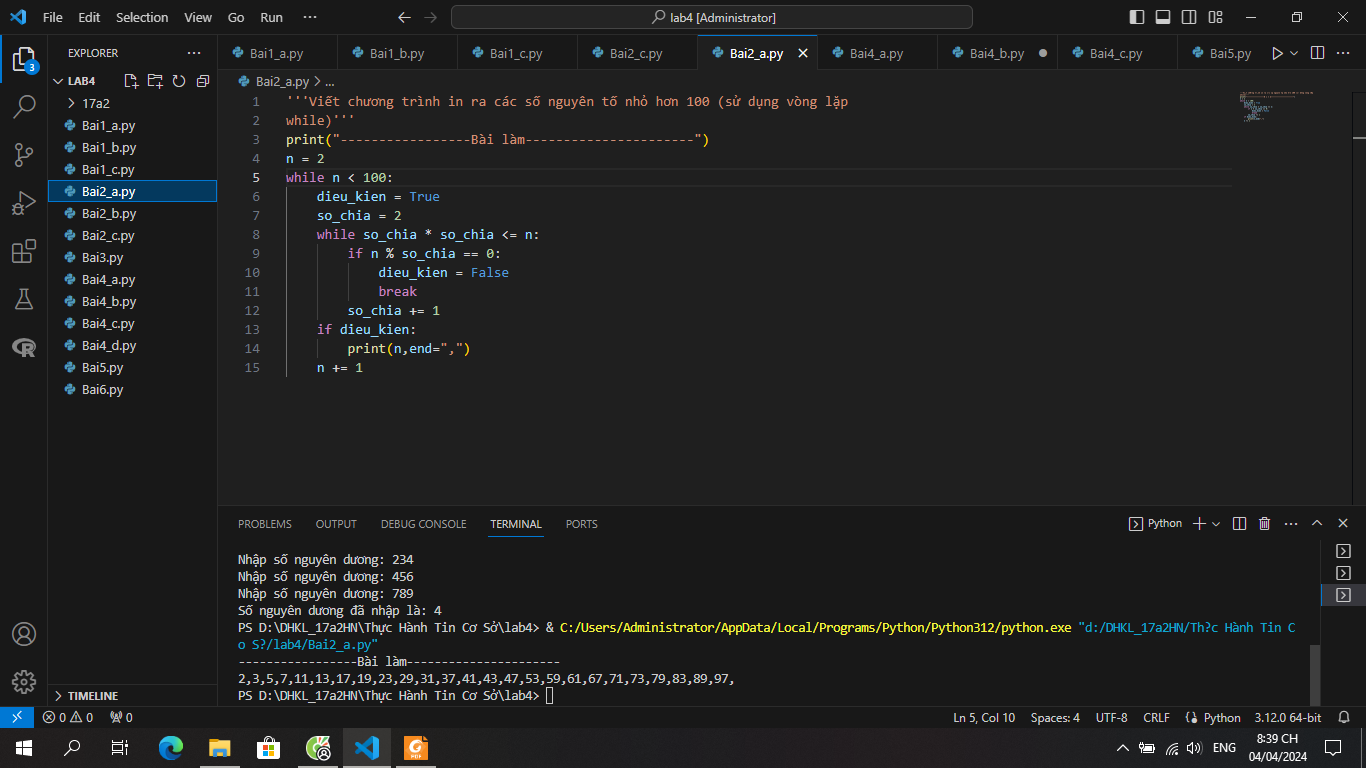 File Edit Selection View Go Run ··· lab4 [Administrator]
EXPLORER ···
Bai1_a.py Bai1_b.py Bai1_c.py Bai2_c.py Bai2_a.py Bai4_a.py Bai4_b.py Bai4_c.py Bai5.py
LAB4
17a2
Bai1_a.py
Bai1_b.py
Bai1_c.py
Bai2_a.py
Bai2_b.py
Bai2_c.py
Bai3.py
Bai4_a.py
Bai4_b.py
Bai4_c.py
Bai4_d.py
Bai5.py
Bai6.py
TIMELINE
3
Bai2_a.py > ...
1 '''Viết chương trình in ra các số nguyên tố nhỏ hơn 100 (sử dụng vòng lặp
2 while)'''
3 print("-----------------Bài làm----------------------")
4 n = 2
5 while n < 100:
6 dieu_kien = True
7 so_chia = 2
8 while so_chia * so_chia <= n:
9 if n % so_chia == 0:
10 dieu_kien = False
11 break
12 so_chia += 1
13 if dieu_kien:
14 print(n,end=",")
15 n += 1
PROBLEMS OUTPUT DEBUG CONSOLE TERMINAL PORTS Python
Nhập số nguyên dương: 234
Nhập số nguyên dương: 456
Nhập số nguyên dương: 789
Số nguyên dương đã nhập là: 4
PS D:\DHKL_17a2HN\Thực Hành Tin Cơ Sở\lab4> & C:/Users/Administrator/AppData/Local/Programs/Python/Python312/python.exe "d:/DHKL_17a2HN/Th?c Hành Tin C
o S?/lab4/Bai2_a.py"
-----------------Bài làm----------------------
2,3,5,7,11,13,17,19,23,29,31,37,41,43,47,53,59,61,67,71,73,79,83,89,97,
PS D:\DHKL_17a2HN\Thực Hành Tin Cơ Sở\lab4>
0 0 0 Ln 5, Col 10 Spaces: 4 UTF-8 CRLF Python 3.12.0 64-bit
ENG 8:39 CH
04/04/2024